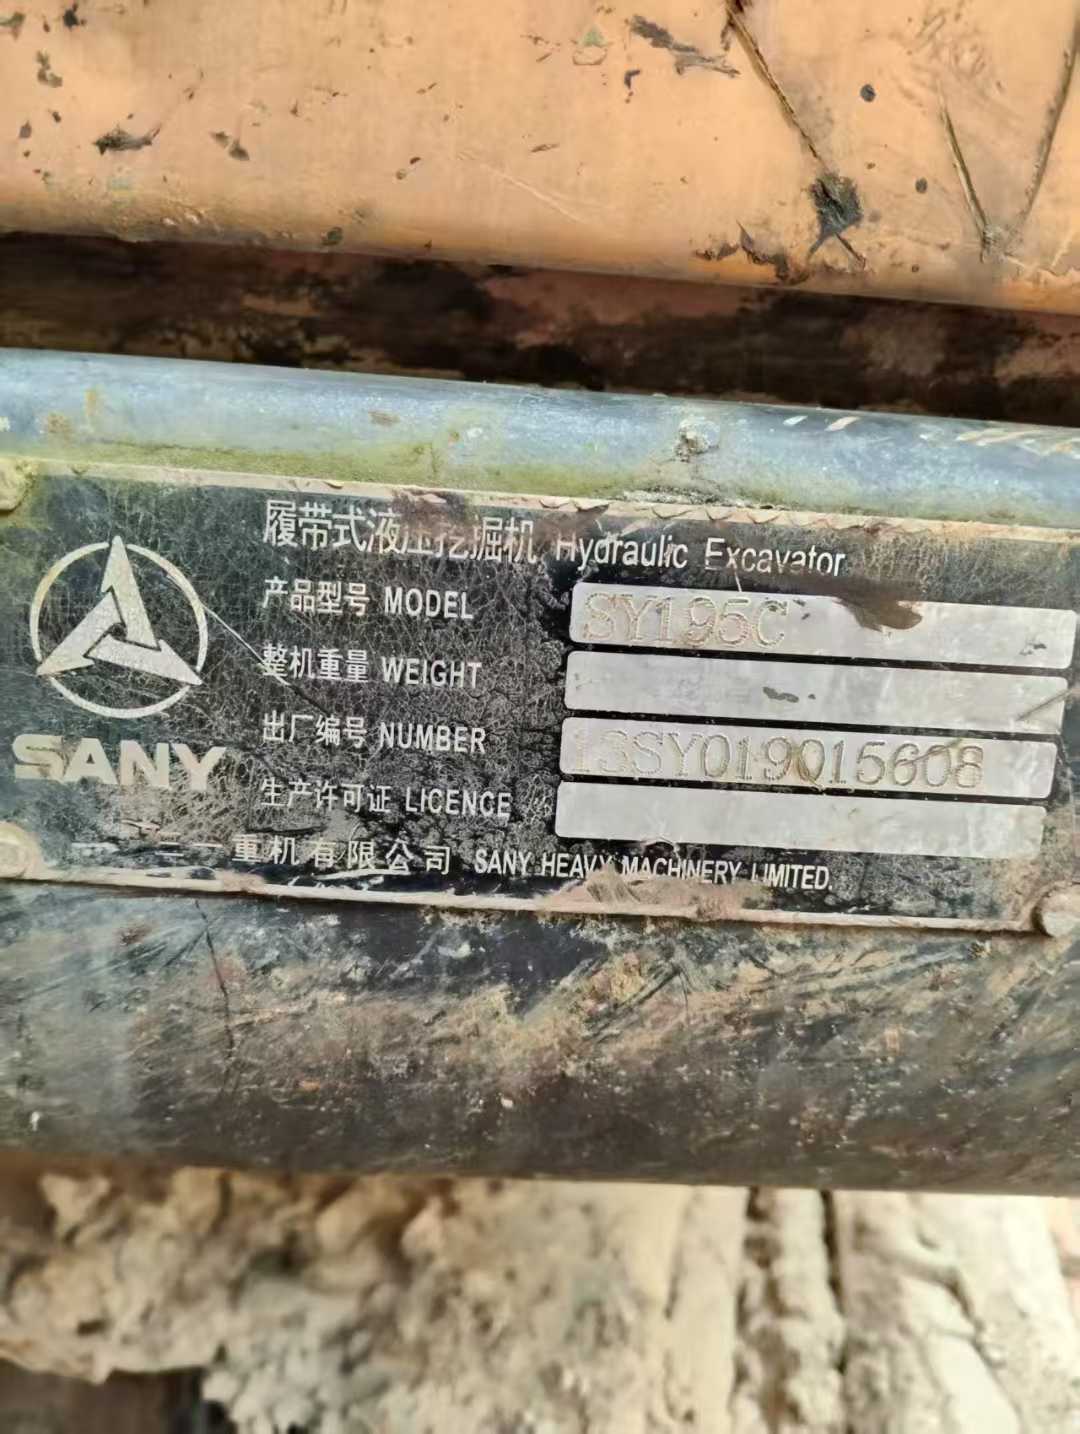 履带式液压挖掘机 Hydraulic Excavator
产品型号 MODEL SY195C
整机重量 WEIGHT
出厂编号 NUMBER 13SY019015608
生产许可证 LICENCE
SANY
三一重机有限公司 SANY HEAVY MACHINERY LIMITED.